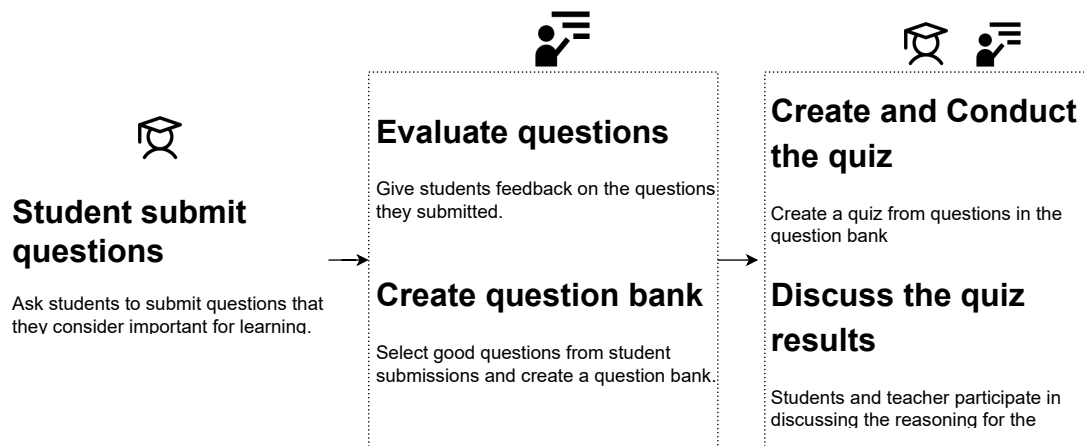 Student submit
questions
Ask students to submit questions that
they consider important for learning.
Evaluate questions
Give students feedback on the questions
they submitted.
Create question bank
Select good questions from student
submissions and create a question bank.
Create and Conduct
the quiz
Create a quiz from questions in the
question bank
Discuss the quiz
results
Students and teacher participate in
discussing the reasoning for the